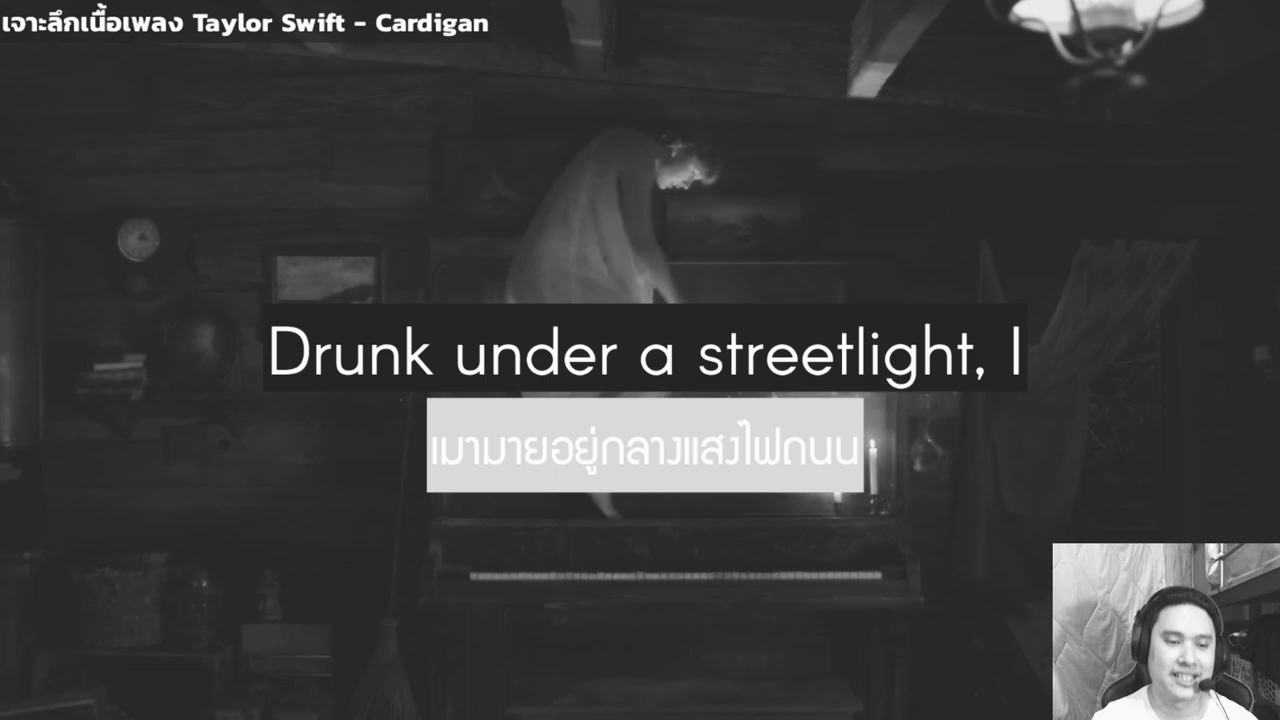 เจาะลึกเนื้อเพลง Taylor Swift - Cardigan
Drunk under a streetlight, I
เมามายอยู่กลางแสงไฟถนน